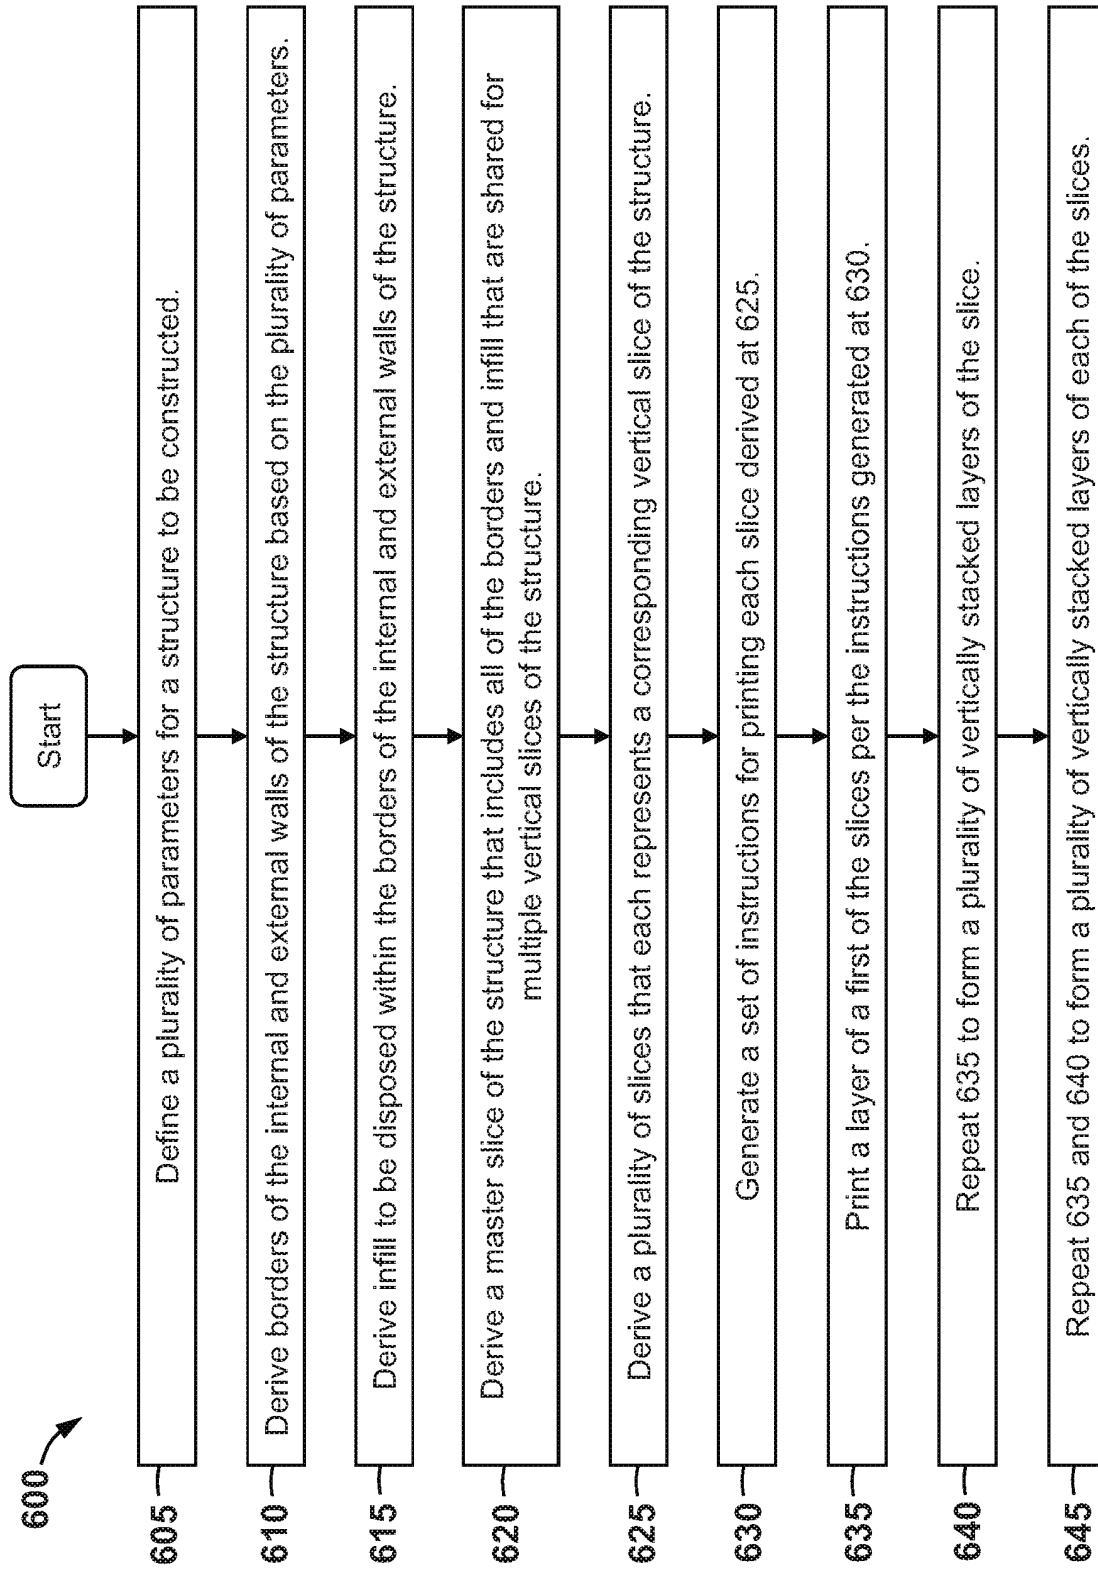 600
Start
605
Define a plurality of parameters for a structure to be constructed.
610
Derive borders of the internal and external walls of the structure based on the plurality of parameters.
615
Derive infill to be disposed within the borders of the internal and external walls of the structure.
620
Derive a master slice of the structure that includes all of the borders and infill that are shared for
multiple vertical slices of the structure.
625
Derive a plurality of slices that each represents a corresponding vertical slice of the structure.
630
Generate a set of instructions for printing each slice derived at 625.
635
Print a layer of a first of the slices per the instructions generated at 630.
640
Repeat 635 to form a plurality of vertically stacked layers of the slice.
645
Repeat 635 and 640 to form a plurality of vertically stacked layers of each of the slices.